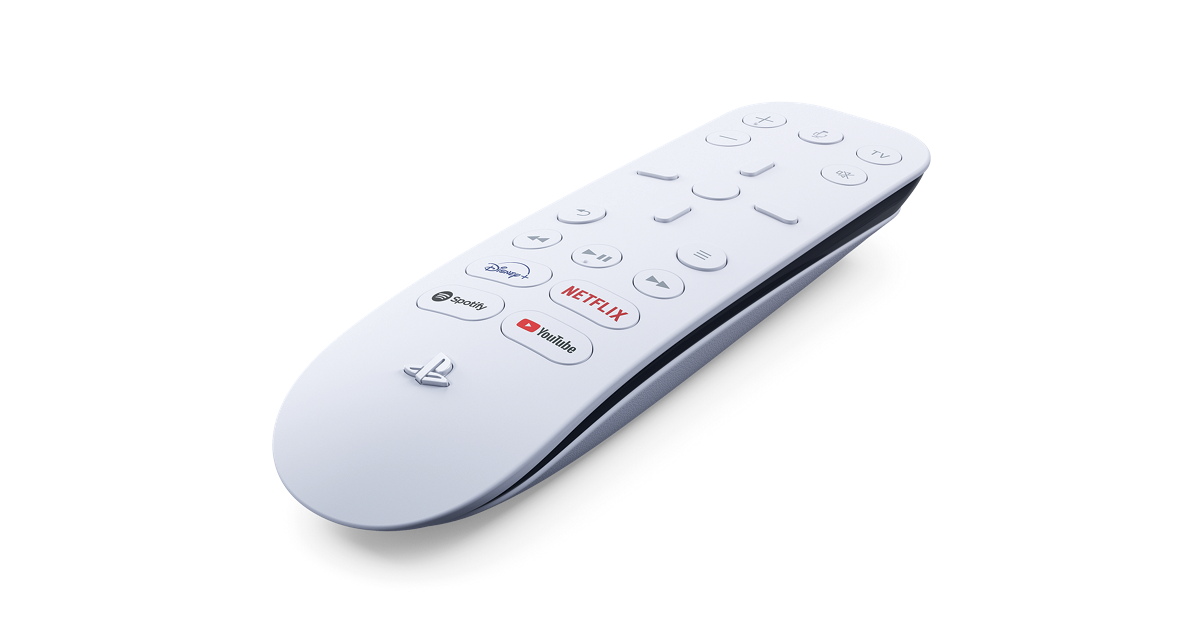 TV
Disney+
NETFLIX
Spotify
YouTube